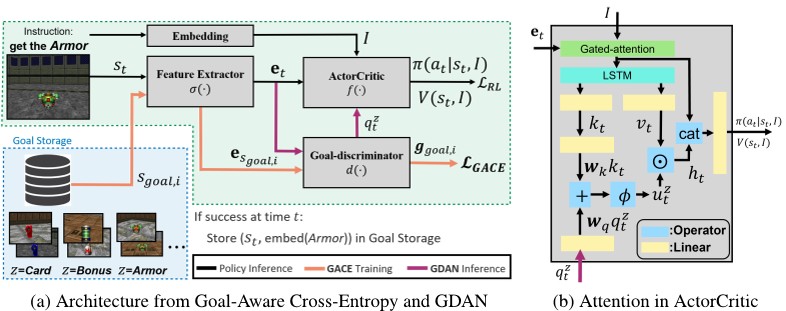 Instruction:
get the Armor
Embedding
I
s_t
Feature Extractor
σ(·)
e_t
ActorCritic
f(·)
π(a_t|s_t, I)
V(s_t, I)
ℒ_RL
q_t^z
Goal Storage
s_goal,i
e_s_goal,i
Goal-discriminator
d(·)
g_goal,i
ℒ_GACE
If success at time t:
Store (S_t, embed(Armor)) in Goal Storage
Z=Card Z=Bonus Z=Armor ...
Policy Inference GACE Training GDAN Inference
(a) Architecture from Goal-Aware Cross-Entropy and GDAN
I
e_t
Gated-attention
LSTM
k_t
v_t
cat
π(a_t|s_t, I)
V(s_t, I)
w_k k_t
⊙
h_t
+
ϕ
u_t^z
w_q q_t^z
:Operator
:Linear
q_t^z
(b) Attention in ActorCritic